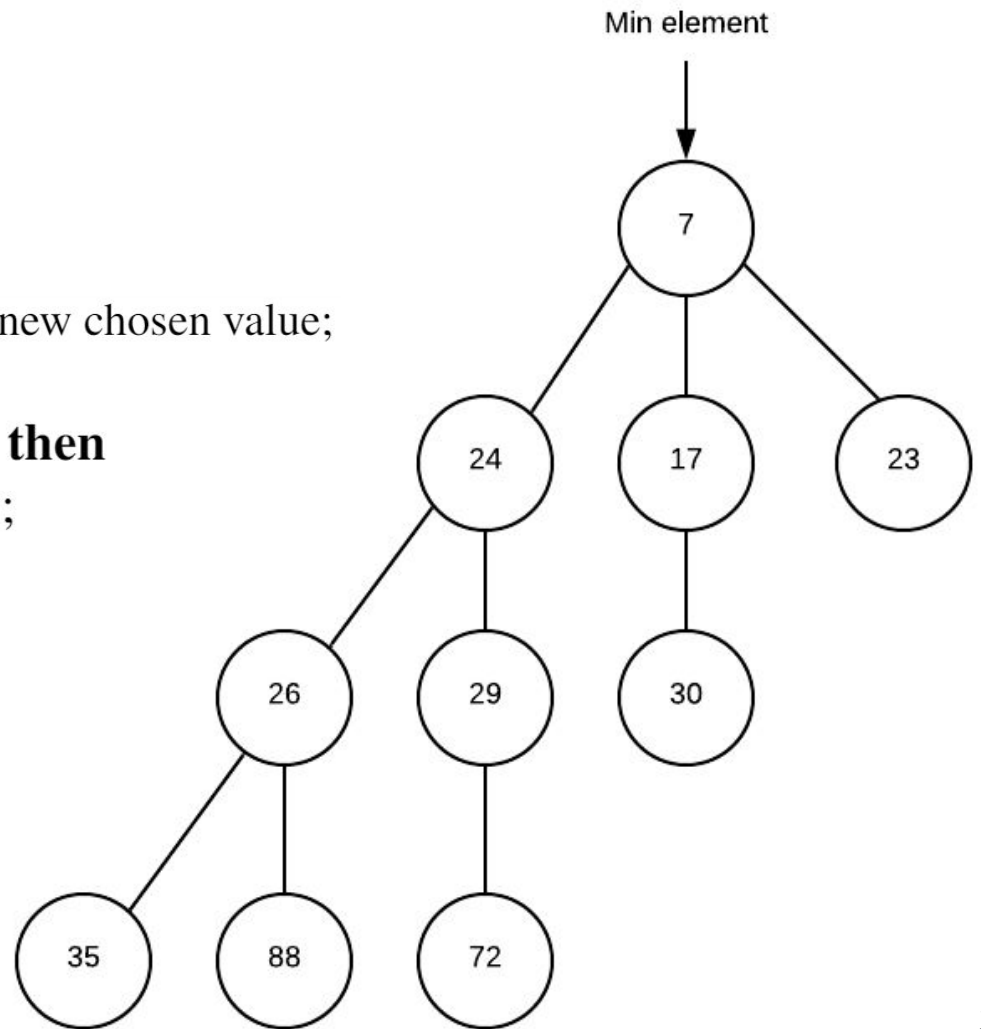 Min element
7
new chosen value;
then
;
24 17 23
26 29 30
35 88 72